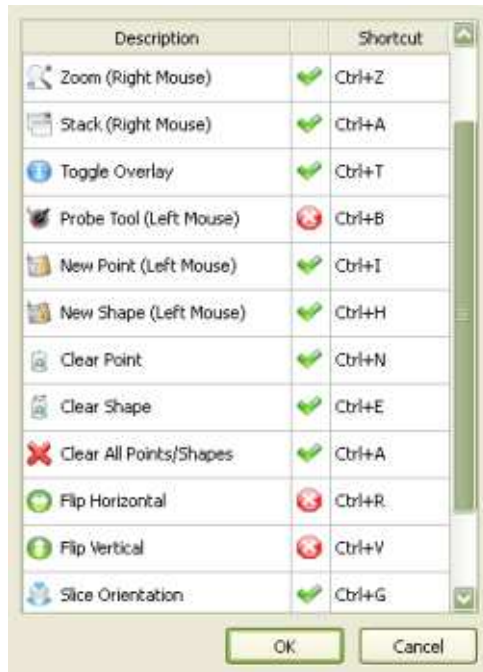 Description Shortcut
Zoom (Right Mouse) Ctrl+Z
Stack (Right Mouse) Ctrl+A
Toggle Overlay Ctrl+T
Probe Tool (Left Mouse) Ctrl+B
New Point (Left Mouse) Ctrl+I
New Shape (Left Mouse) Ctrl+H
Clear Point Ctrl+N
Clear Shape Ctrl+E
Clear All Points/Shapes Ctrl+A
Flip Horizontal Ctrl+R
Flip Vertical Ctrl+V
Slice Orientation Ctrl+G
OK Cancel